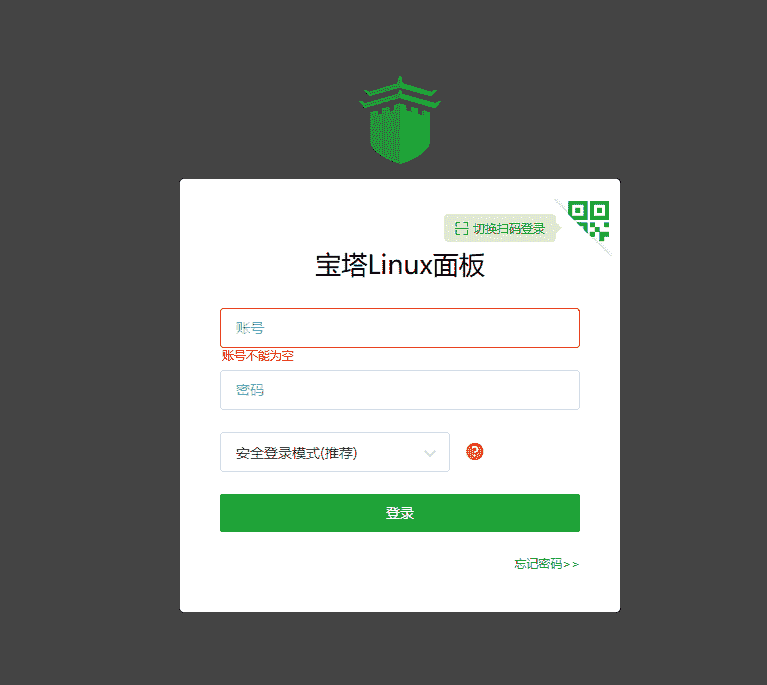 切换扫码登录
宝塔Linux面板
账号
账号不能为空
密码
安全登录模式(推荐)
登录
忘记密码>>